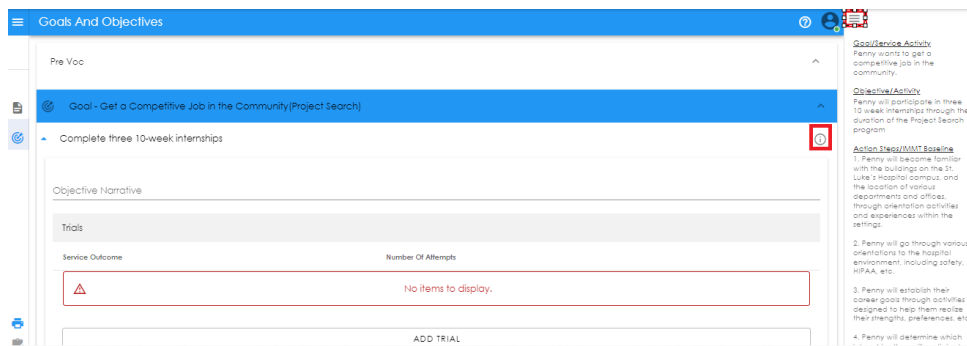 Goals And Objectives
Pre Voc
Goal - Get a Competitive Job in the Community(Project Search)
Complete three 10-week internships
Objective Narrative
Trials
Service Outcome Number Of Attempts
No items to display.
ADD TRIAL
Goal/Service Activity
Penny wants to get a
competitive job in the
community.
Objective/Activity
Penny will participate in three
10 week internships through the
duration of the Project Search
program
Action Steps/IMMT Baseline
1. Penny will become familiar
with the buildings on the St.
Luke's Hospital campus, and
the location of various
departments and offices,
through orientation activities
and experiences within the
settings.
2. Penny will go through various
orientations to the hospital
environment, including safety,
HIPAA, etc.
3. Penny will establish their
career goals through activities
designed to help them realize
their strengths, preferences, etc
4. Penny will determine which